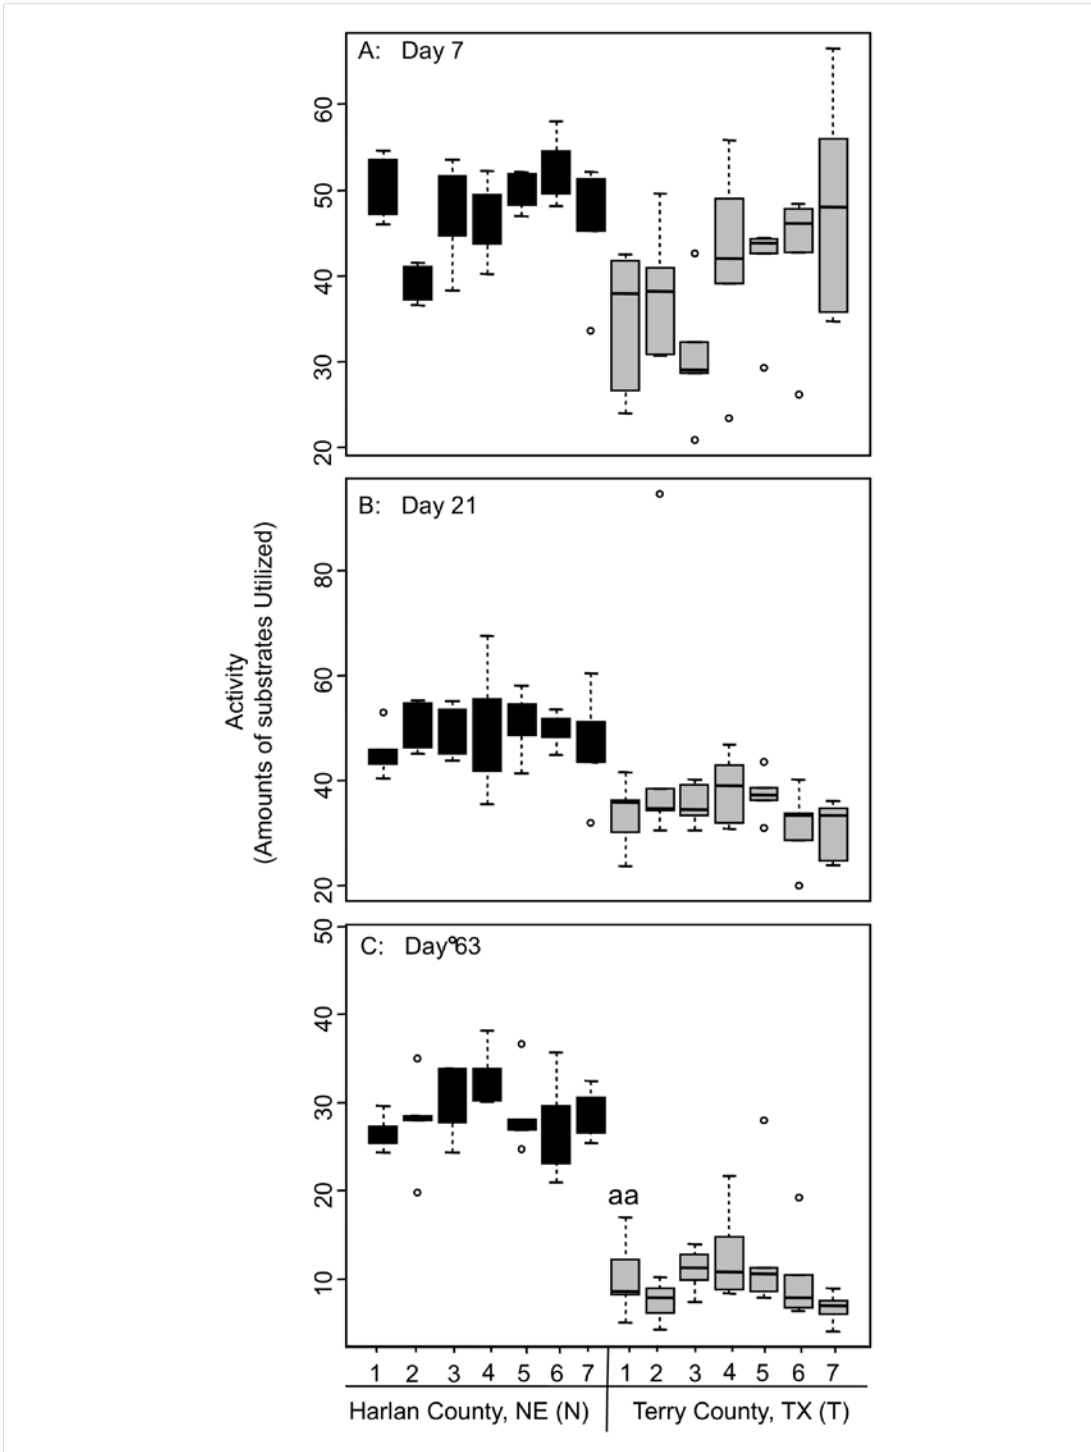 A: Day 7
60
50
40
30
20
B: Day 21
80
60
40
20
Activity
(Amounts of substrates Utilized)
C: Day 63
50
40
30
20
10
aa
1 2 3 4 5 6 7 1 2 3 4 5 6 7
Harlan County, NE (N) Terry County, TX (T)